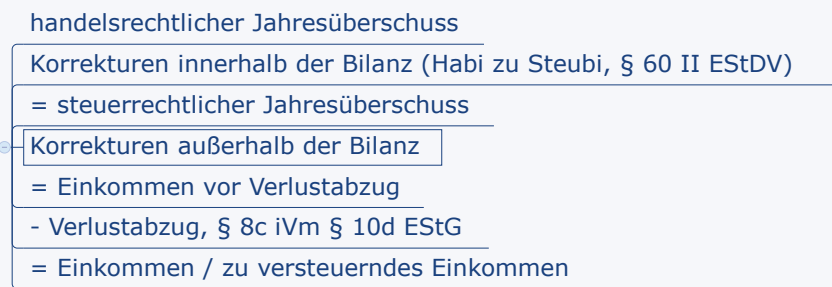 handelsrechtlicher Jahresüberschuss
Korrekturen innerhalb der Bilanz (Habi zu Steubi, § 60 II EStDV)
= steuerrechtlicher Jahresüberschuss
Korrekturen außerhalb der Bilanz
= Einkommen vor Verlustabzug
- Verlustabzug, § 8c iVm § 10d EStG
= Einkommen / zu versteuerndes Einkommen